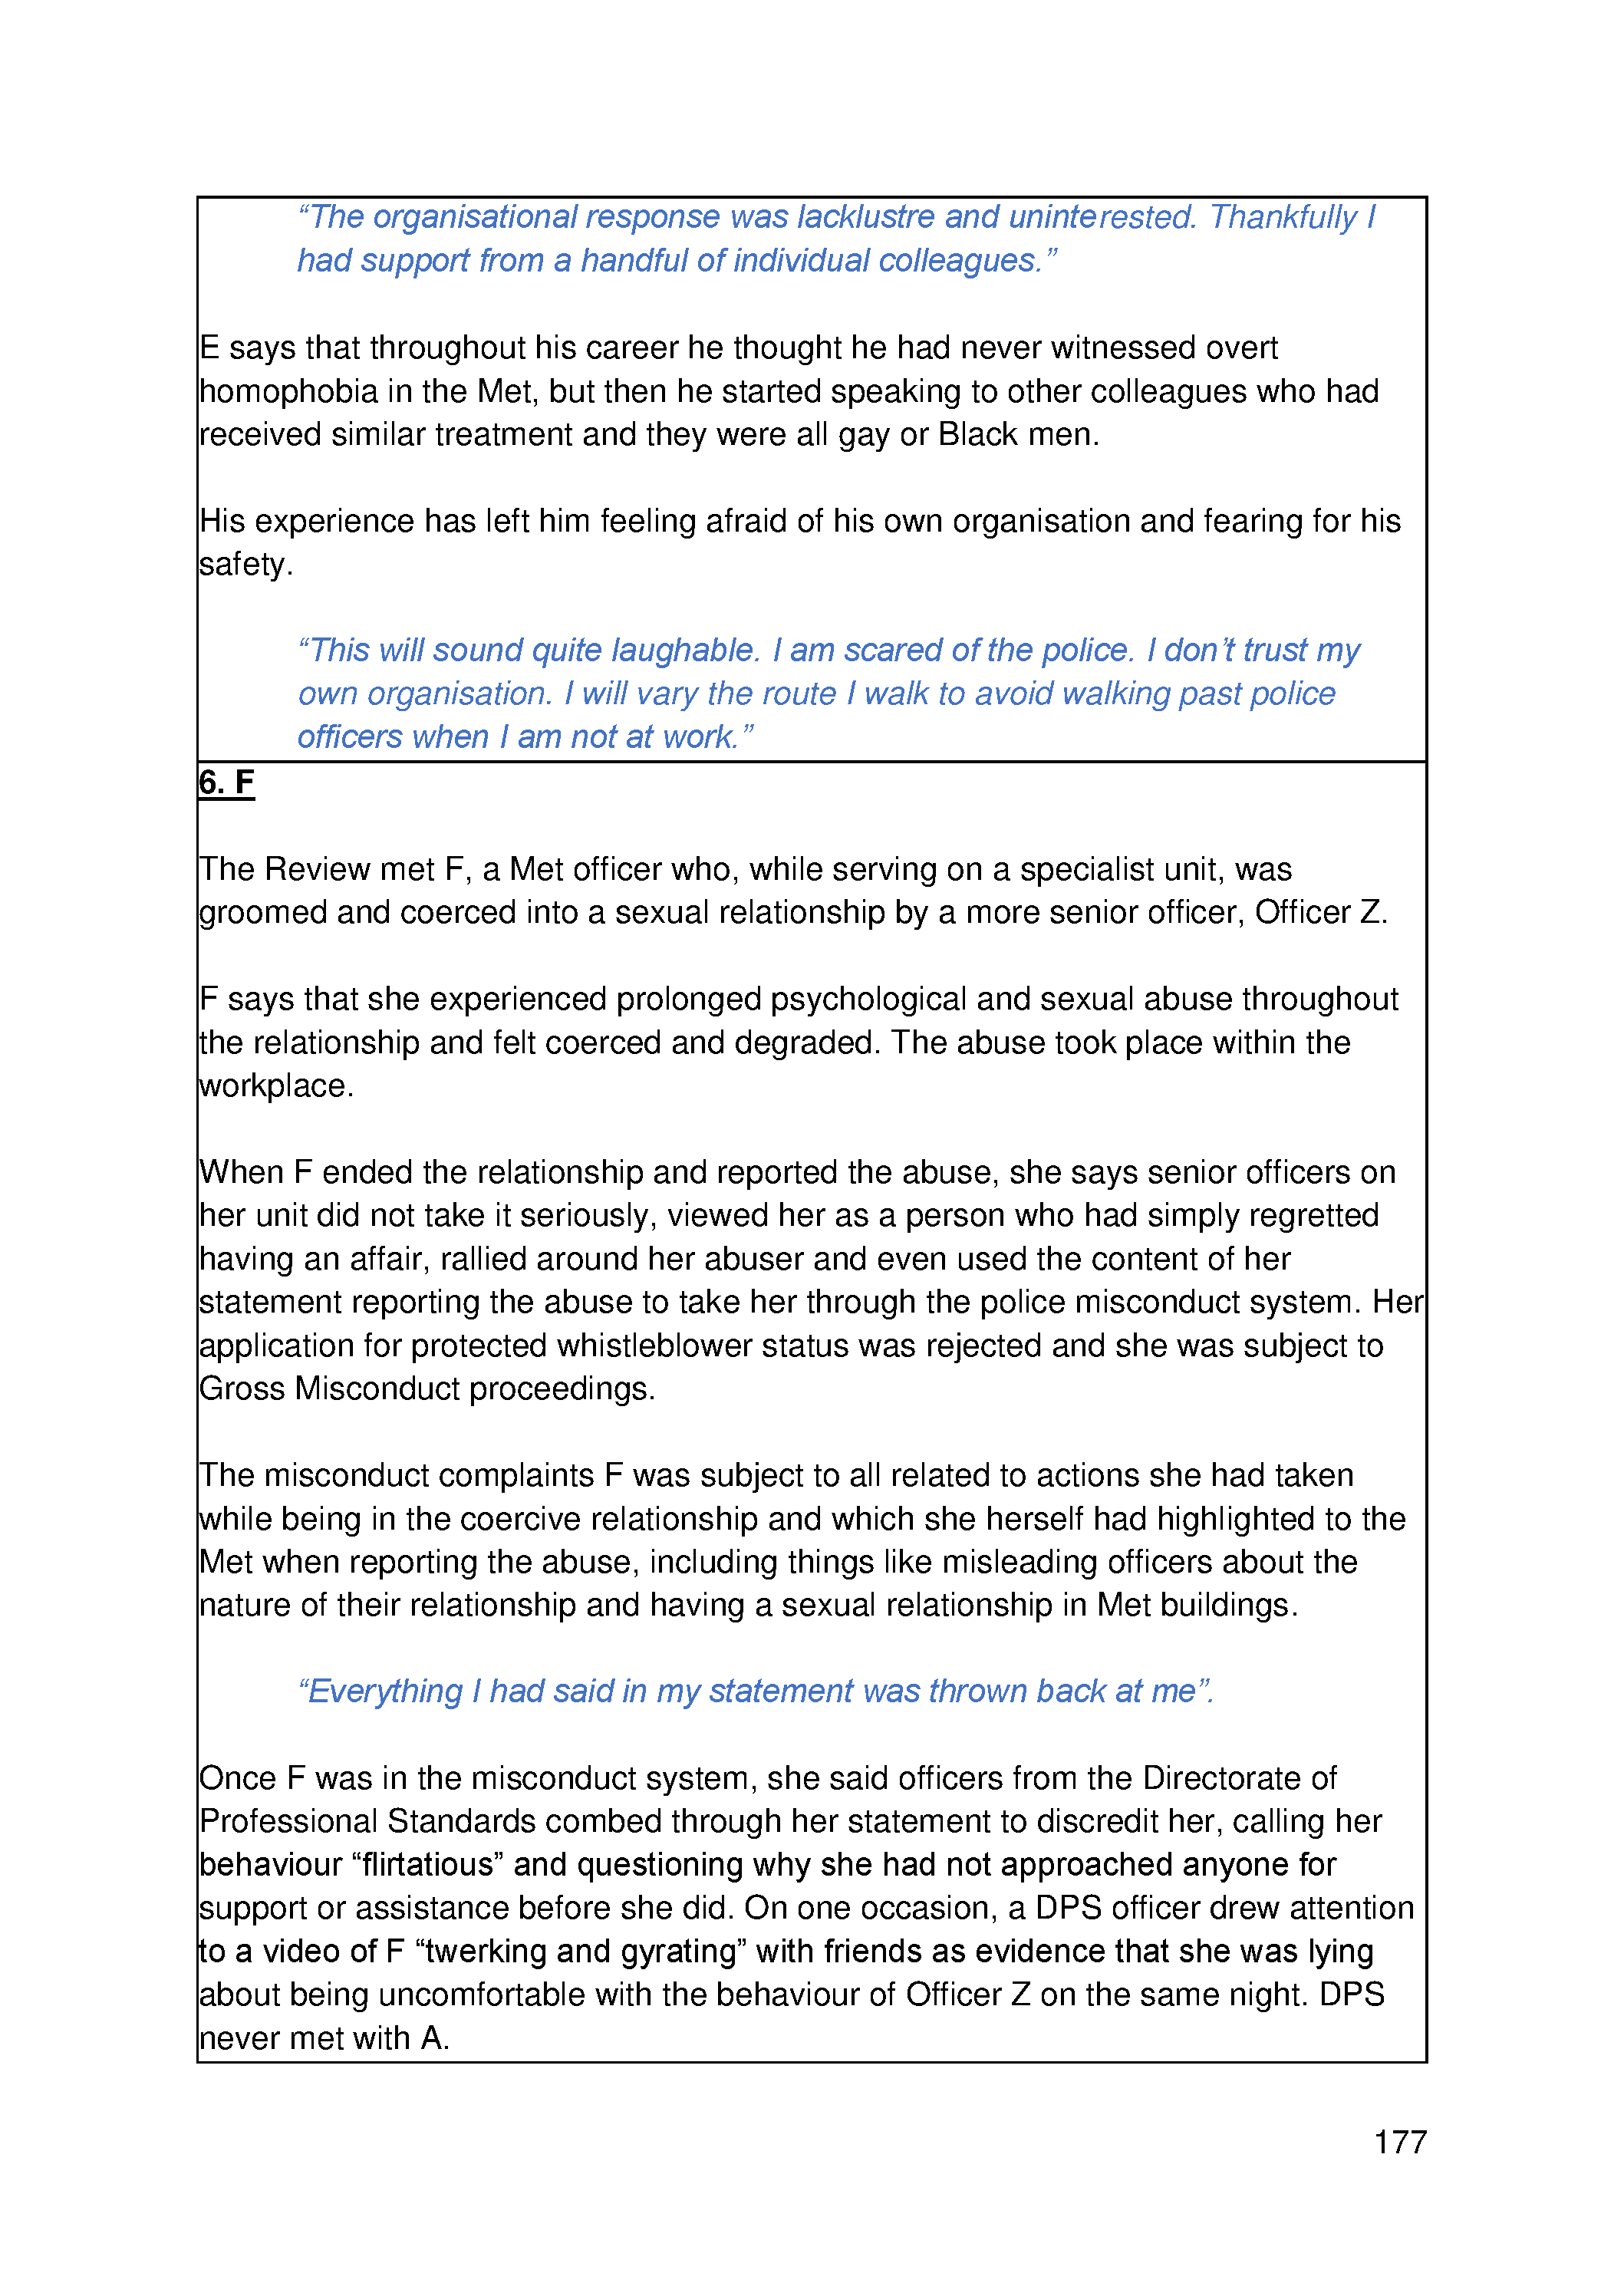 “The organisational response was lacklustre and uninterested. Thankfully I
had support from a handful of individual colleagues.”
E says that throughout his career he thought he had never witnessed overt
homophobia in the Met, but then he started speaking to other colleagues who had
received similar treatment and they were all gay or Black men.
His experience has left him feeling afraid of his own organisation and fearing for his
safety.
“This will sound quite laughable. I am scared of the police. I don’t trust my
own organisation. I will vary the route I walk to avoid walking past police
officers when I am not at work.”
6. F
The Review met F, a Met officer who, while serving on a specialist unit, was
groomed and coerced into a sexual relationship by a more senior officer, Officer Z.
F says that she experienced prolonged psychological and sexual abuse throughout
the relationship and felt coerced and degraded. The abuse took place within the
workplace.
When F ended the relationship and reported the abuse, she says senior officers on
her unit did not take it seriously, viewed her as a person who had simply regretted
having an affair, rallied around her abuser and even used the content of her
statement reporting the abuse to take her through the police misconduct system. Her
application for protected whistleblower status was rejected and she was subject to
Gross Misconduct proceedings.
The misconduct complaints F was subject to all related to actions she had taken
while being in the coercive relationship and which she herself had highlighted to the
Met when reporting the abuse, including things like misleading officers about the
nature of their relationship and having a sexual relationship in Met buildings.
“Everything I had said in my statement was thrown back at me”.
Once F was in the misconduct system, she said officers from the Directorate of
Professional Standards combed through her statement to discredit her, calling her
behaviour “flirtatious” and questioning why she had not approached anyone for
support or assistance before she did. On one occasion, a DPS officer drew attention
to a video of F “twerking and gyrating” with friends as evidence that she was lying
about being uncomfortable with the behaviour of Officer Z on the same night. DPS
never met with A.
177